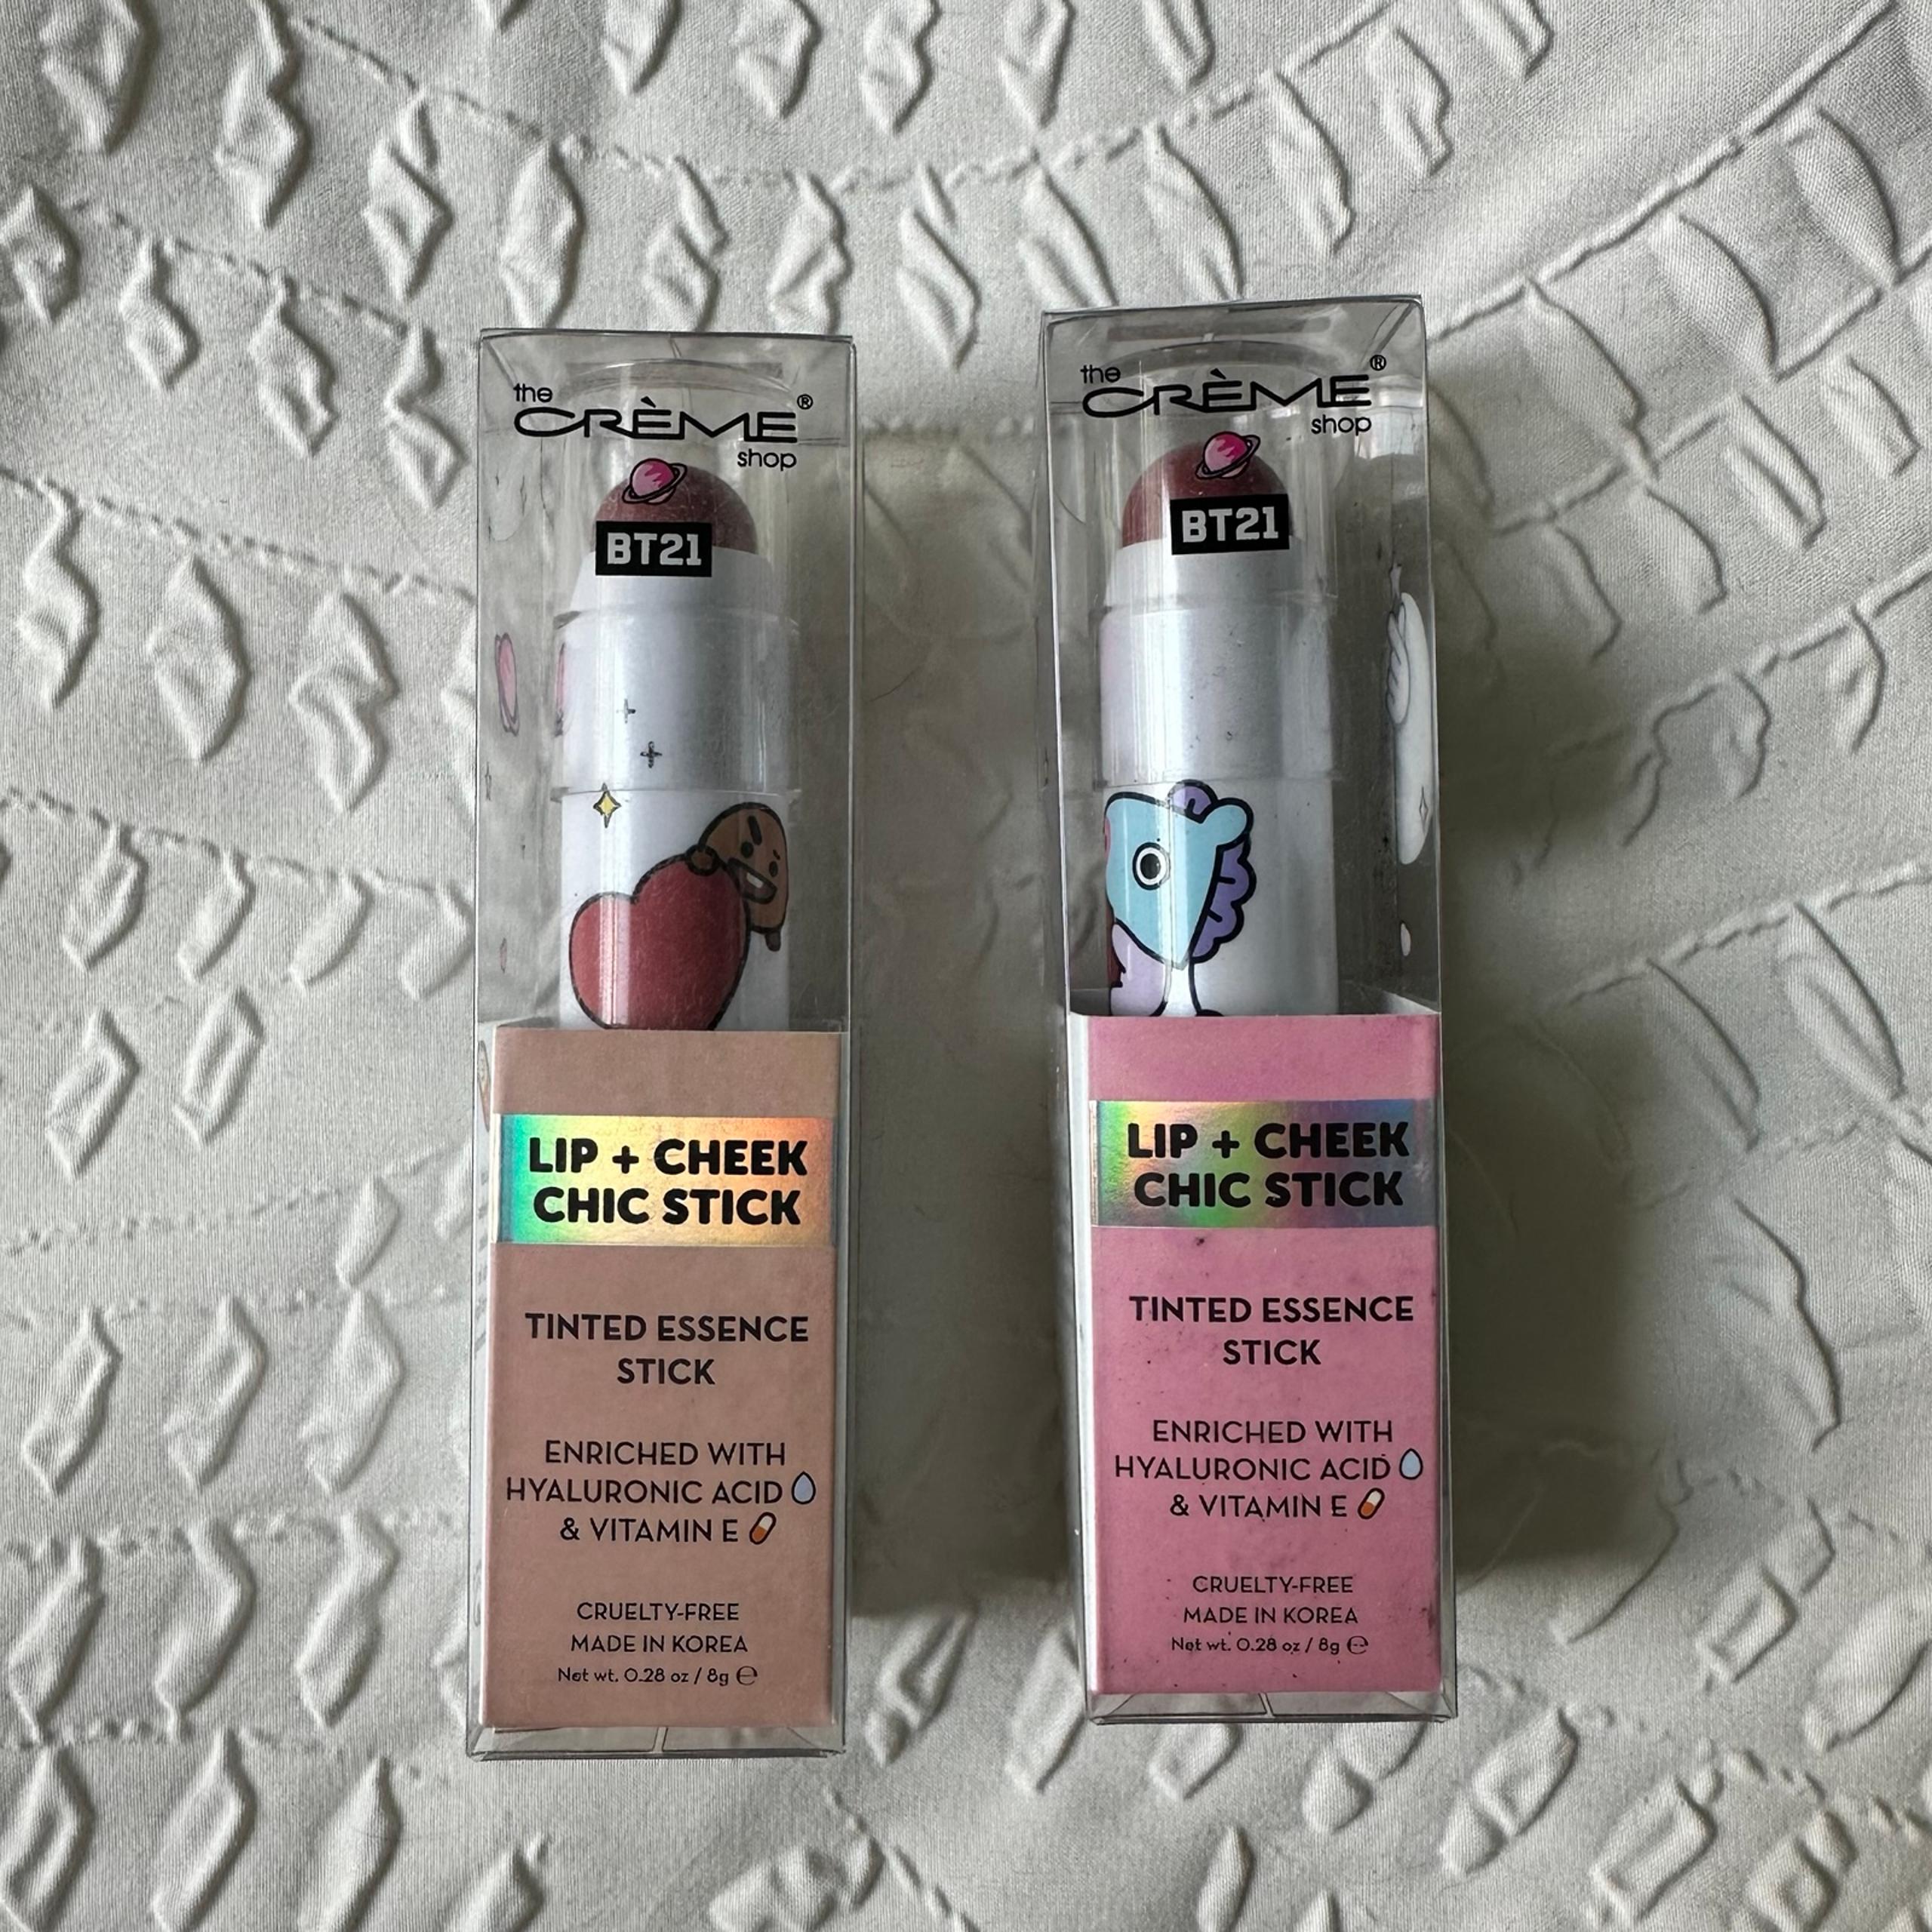 the
CRÈME®
shop
BT21
LIP + CHEEK
CHIC STICK
TINTED ESSENCE
STICK
ENRICHED WITH
HYALURONIC ACID
& VITAMIN E
CRUELTY-FREE
MADE IN KOREA
Net wt. 0.28 oz / 8g ℮
the
CRÈME®
shop
BT21
LIP + CHEEK
CHIC STICK
TINTED ESSENCE
STICK
ENRICHED WITH
HYALURONIC ACID
& VITAMIN E
CRUELTY-FREE
MADE IN KOREA
Net wt. 0.28 oz / 8g ℮